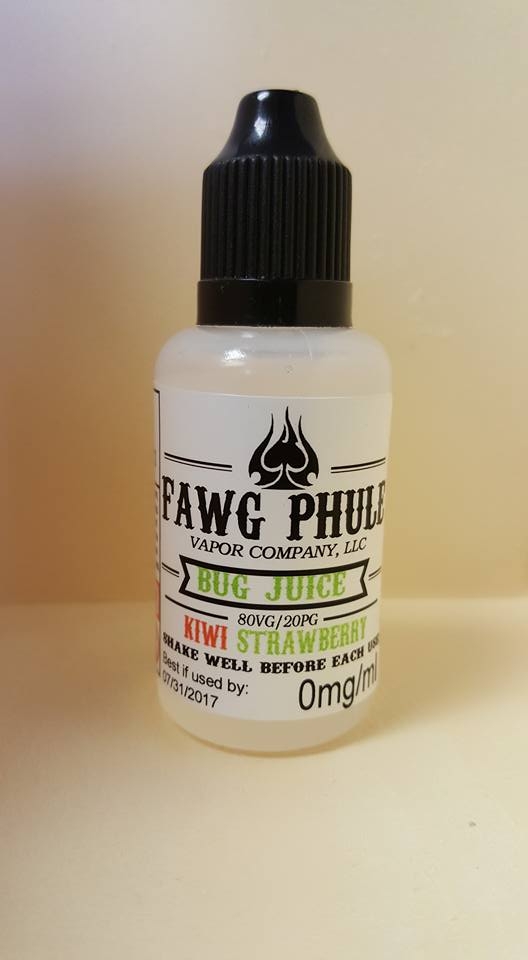 FAWG PHULE
VAPOR COMPANY, LLC
BUG JUICE
80VG/20PG
KIWI STRAWBERRY
SHAKE WELL BEFORE EACH USE
Best if used by:
07/31/2017
0mg/ml